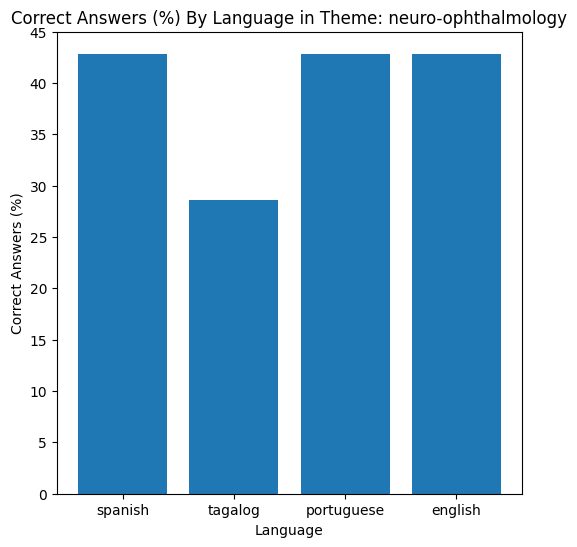 Correct Answers (%) By Language in Theme: neuro-ophthalmology
45
40
35
30
25
20
15
10
5
0
Correct Answers (%)
spanish tagalog portuguese english
Language